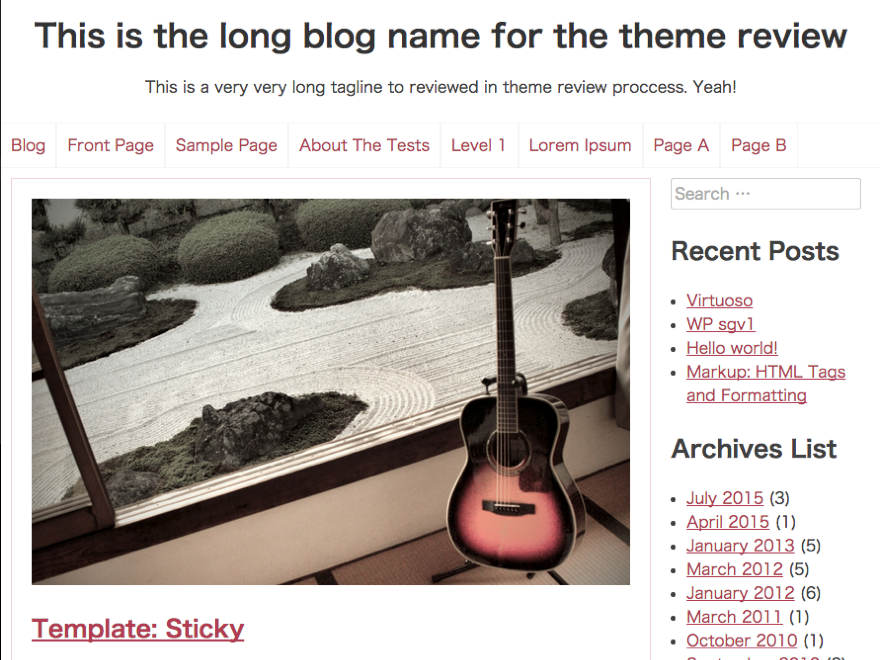 This is the long blog name for the theme review
This is a very very long tagline to reviewed in theme review proccess. Yeah!
Blog Front Page Sample Page About The Tests Level 1 Lorem Ipsum Page A Page B
Search …
Recent Posts
Virtuoso
WP sgv1
Hello world!
Markup: HTML Tags
and Formatting
Archives List
July 2015 (3)
April 2015 (1)
January 2013 (5)
March 2012 (5)
January 2012 (6)
March 2011 (1)
October 2010 (1)
Template: Sticky